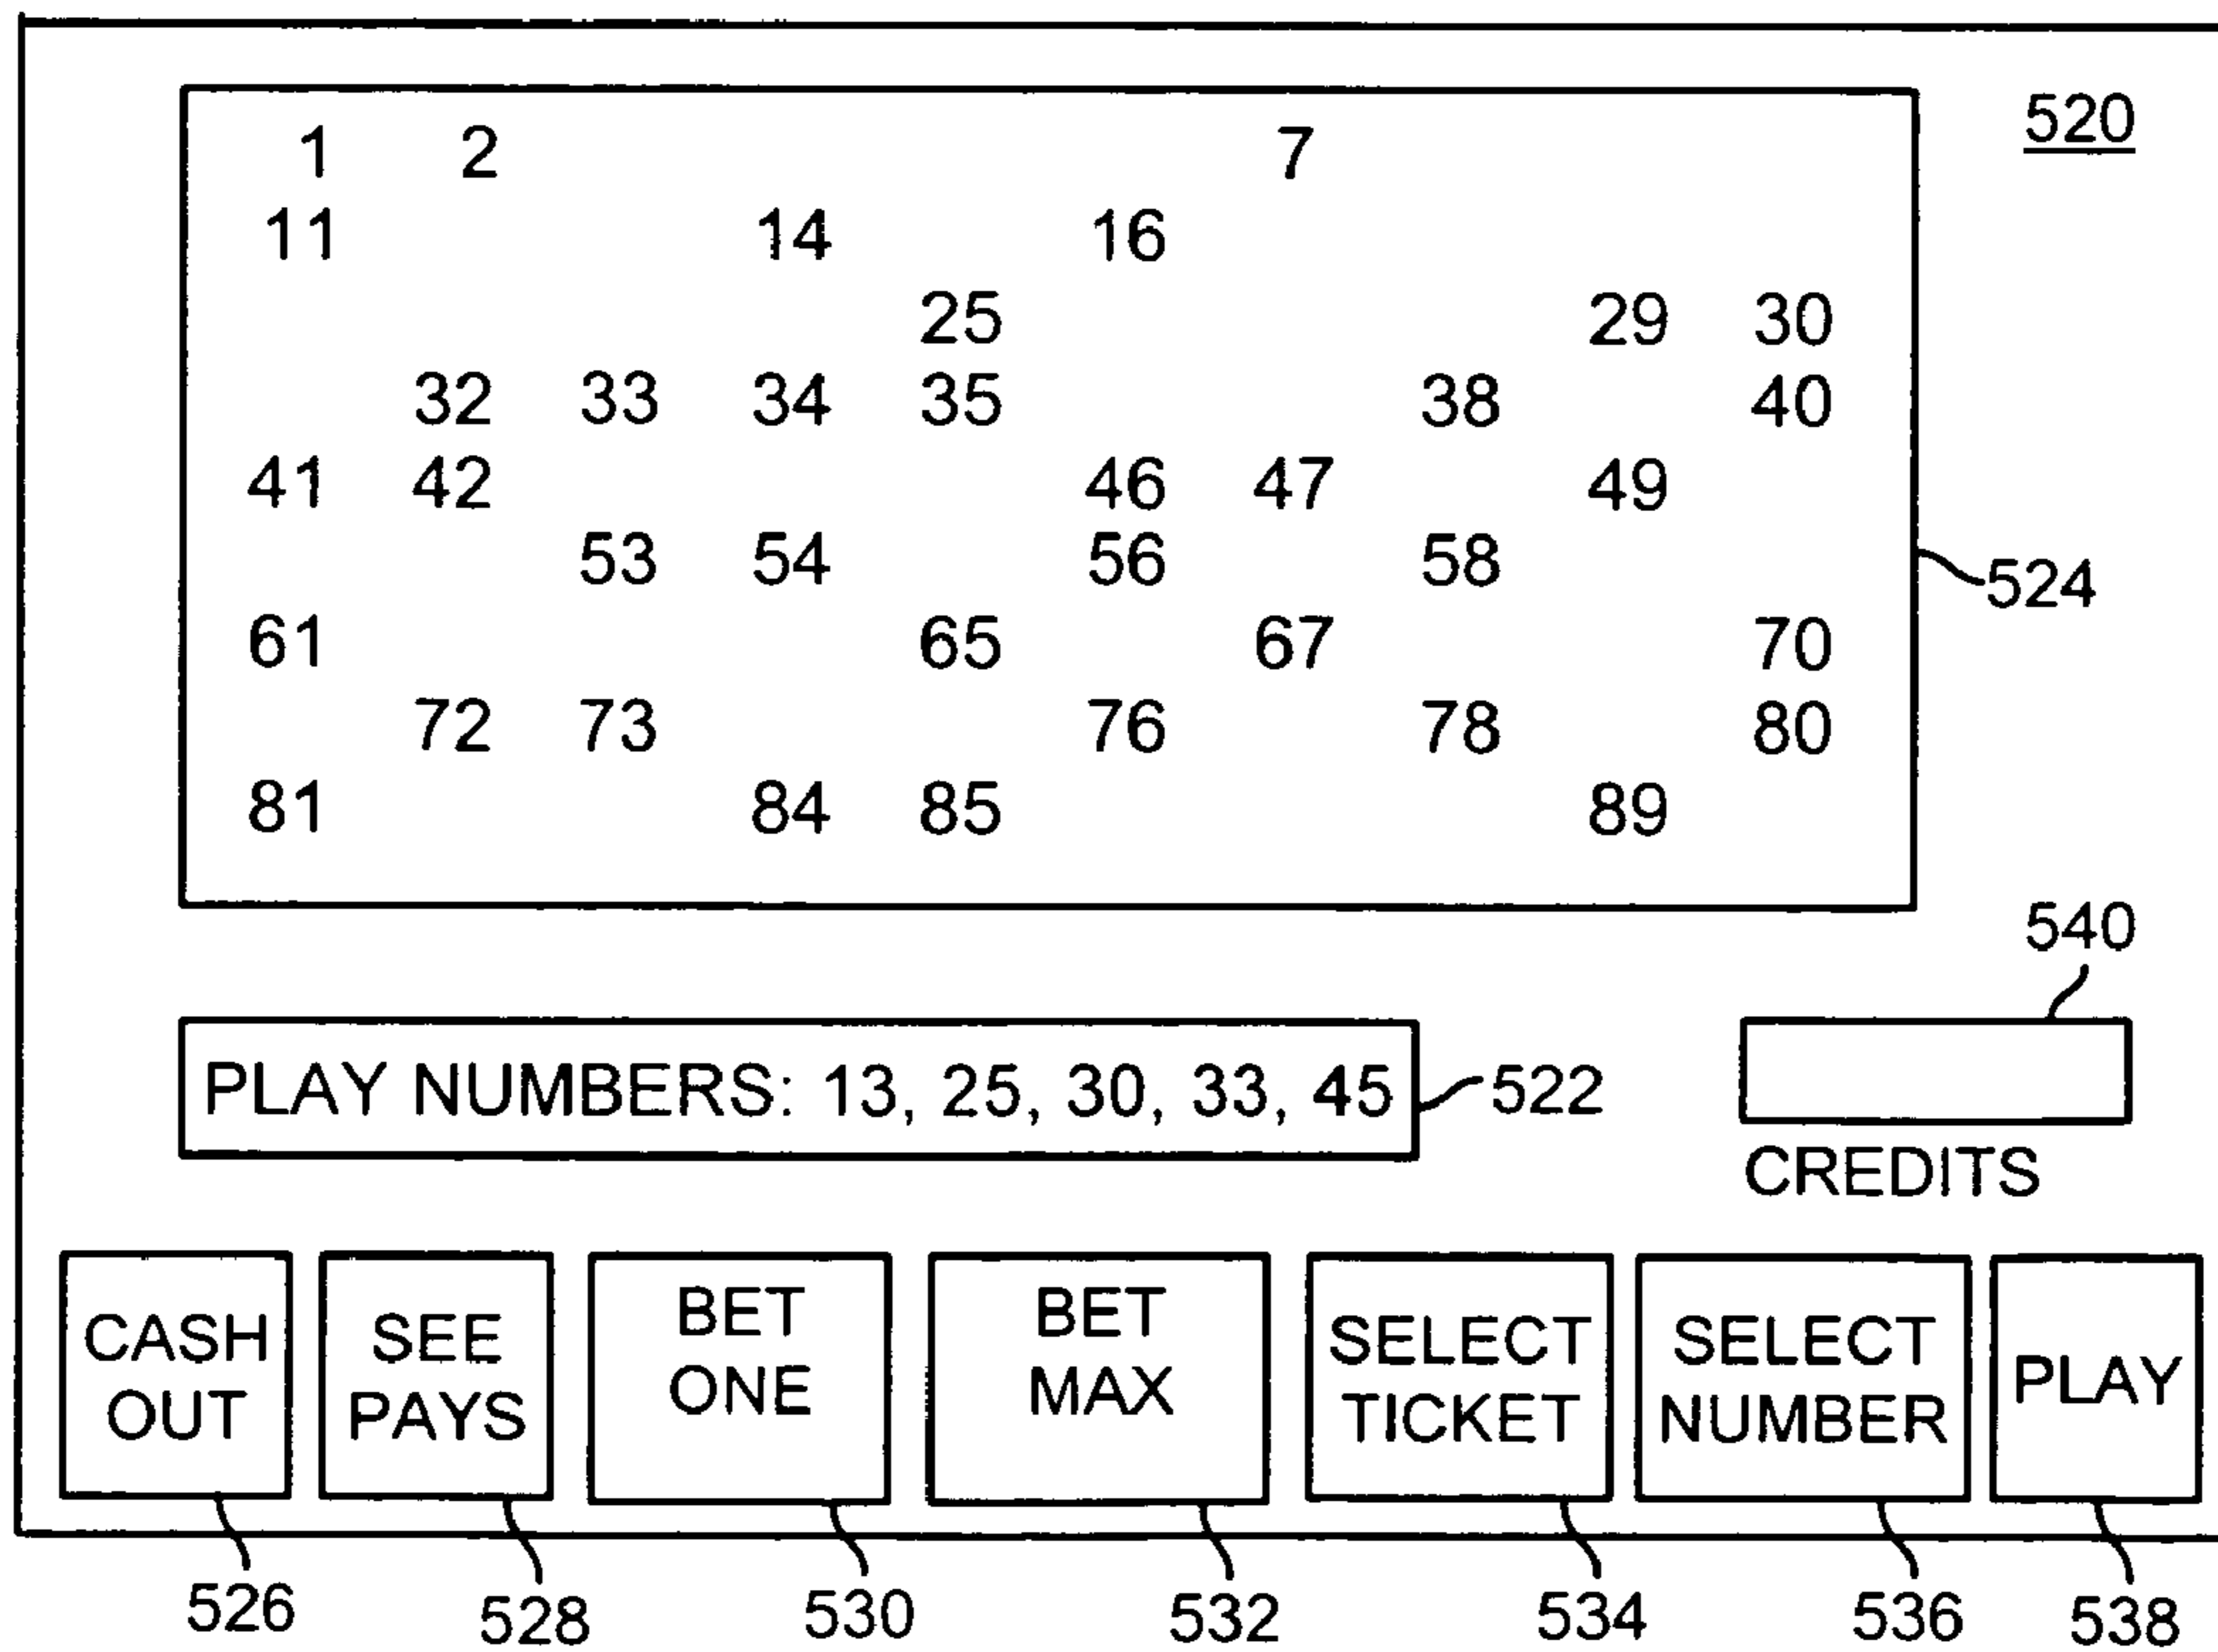 520
1 2 7
11 14 16
25 29 30
32 33 34 35 38 40
41 42 46 47 49
53 54 56 58
524
61 65 67 70
72 73 76 78 80
81 84 85 89
540
PLAY NUMBERS: 13, 25, 30, 33, 45
522
CREDITS
CASH
OUT
SEE
PAYS
BET
ONE
BET
MAX
SELECT
TICKET
SELECT
NUMBER
PLAY
526 528 530 532 534 536 538